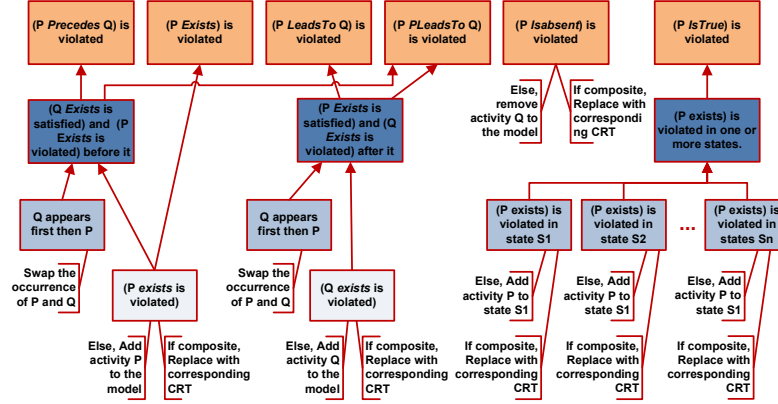 (P Precedes Q) is
violated
(P Exists) is
violated
(P LeadsTo Q)
is violated
(P PLeadsTo Q)
is violated
(P Isabsent) is
violated
(P IsTrue) is
violated
(Q Exists is
satisfied) and (P
Exists is
violated) before it
(P Exists is
satisfied) and (Q
Exists is
violated) after it
Else,
remove
activity Q to
the model
If composite,
Replace with
correspondi
ng CRT
(P exists) is
violated in one or
more states.
Q appears
first then P
Q appears
first then P
(P exists) is
violated in
state S1
(P exists) is
violated in
state S2
...
(P exists) is
violated in
states Sn
Swap the
occurrence
of P and Q
(P exists is
violated)
Swap the
occurrence
of P and Q
(Q exists is
violated)
Else, Add
activity P to
state S1
Else, Add
activity P to
state S1
Else, Add
activity P to
state S1
Else, Add
activity P
to the
model
If composite,
Replace with
corresponding
CRT
Else, Add
activity Q
to the
model
If composite,
Replace with
corresponding
CRT
If composite,
Replace with
corresponding
CRT
If composite,
Replace with
corresponding
CRT
If composite,
Replace with
corresponding
CRT